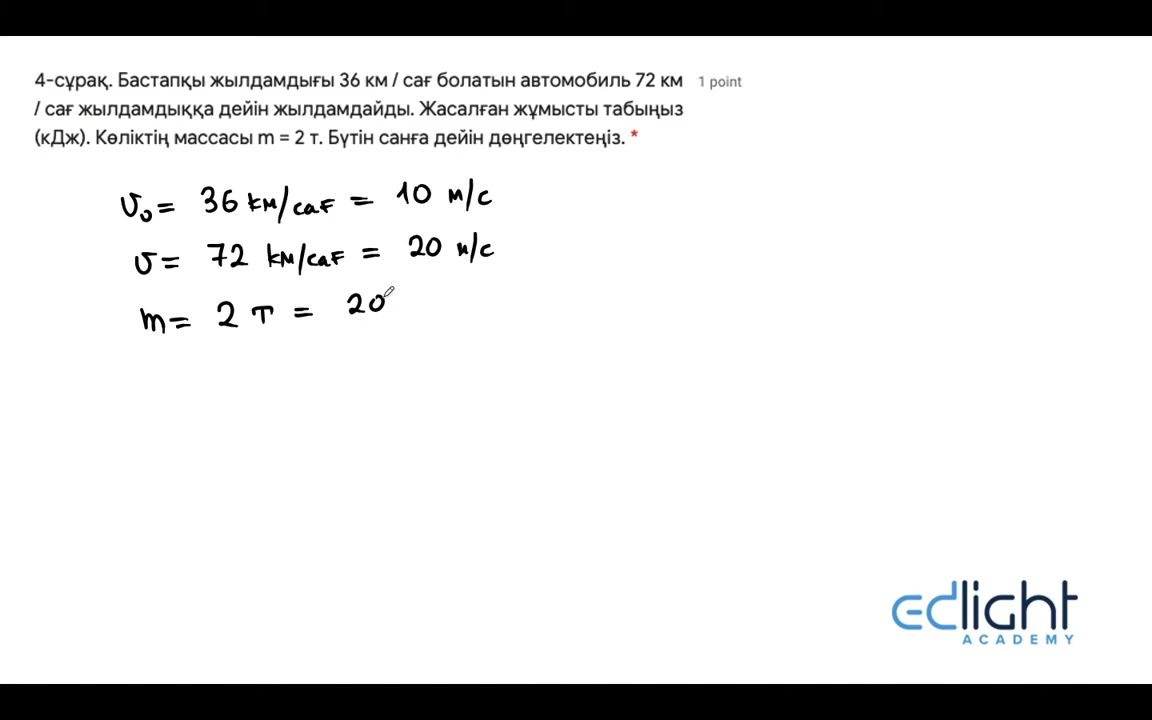 4-сұрақ. Бастапқы жылдамдығы 36 км / сағ болатын автомобиль 72 км 1 point
/ сағ жылдамдыққа дейін жылдамдайды. Жасалған жұмысты табыңыз
(кДж). Көліктің массасы m = 2 т. Бүтін санға дейін дөңгелектеңіз. *
υ₀ = 36 км/сағ = 10 м/с
υ = 72 км/сағ = 20 м/с
m = 2 т = 20
edlight
ACADEMY